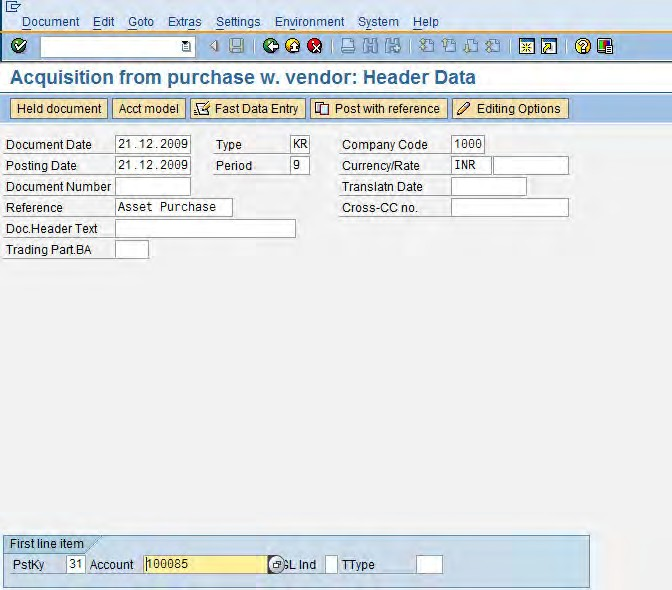 Document Edit Goto Extras Settings Environment System Help
Acquisition from purchase w. vendor: Header Data
Held document Acct model Fast Data Entry Post with reference Editing Options
Document Date 21.12.2009 Type KR Company Code 1000
Posting Date 21.12.2009 Period 9 Currency/Rate INR
Document Number Translatn Date
Reference Asset Purchase Cross-CC no.
Doc.Header Text
Trading Part.BA
First line item
PstKy 31 Account 100085 GL Ind TType